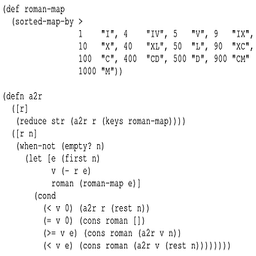 (def roman-map
(sorted-map-by >
1 "I", 4 "IV", 5 "V", 9 "IX",
10 "X", 40 "XL", 50 "L", 90 "XC",
100 "C", 400 "CD", 500 "D", 900 "CM"
1000 "M"))
(defn a2r
([r]
(reduce str (a2r r (keys roman-map))))
([r n]
(when-not (empty? n)
(let [e (first n)
v (- r e)
roman (roman-map e)]
(cond
(< v 0) (a2r r (rest n))
(= v 0) (cons roman [])
(>= v e) (cons roman (a2r v n))
(< v e) (cons roman (a2r v (rest n))))))))